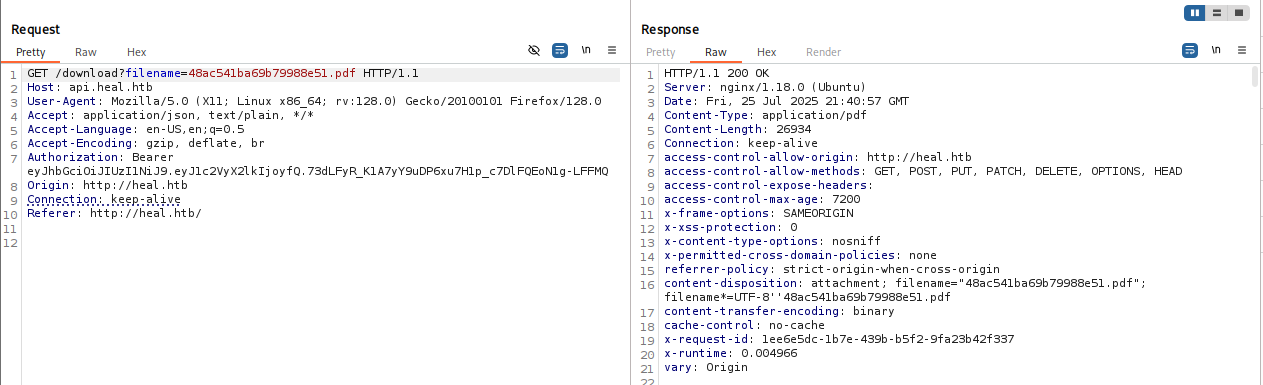 Request
Pretty Raw Hex \n
1 GET /download?filename=48ac541ba69b79988e51.pdf HTTP/1.1
2 Host: api.heal.htb
3 User-Agent: Mozilla/5.0 (X11; Linux x86_64; rv:128.0) Gecko/20100101 Firefox/128.0
4 Accept: application/json, text/plain, */*
5 Accept-Language: en-US,en;q=0.5
6 Accept-Encoding: gzip, deflate, br
7 Authorization: Bearer
eyJhbGciOiJIUzI1NiJ9.eyJ1c2VyX2lkIjoyfQ.73dLFyR_K1A7yY9uDP6xu7H1p_c7DlFQEoN1g-LFFMQ
8 Origin: http://heal.htb
9 Connection: keep-alive
10 Referer: http://heal.htb/
11
12
Response
Pretty Raw Hex Render \n
1 HTTP/1.1 200 OK
2 Server: nginx/1.18.0 (Ubuntu)
3 Date: Fri, 25 Jul 2025 21:40:57 GMT
4 Content-Type: application/pdf
5 Content-Length: 26934
6 Connection: keep-alive
7 access-control-allow-origin: http://heal.htb
8 access-control-allow-methods: GET, POST, PUT, PATCH, DELETE, OPTIONS, HEAD
9 access-control-expose-headers:
10 access-control-max-age: 7200
11 x-frame-options: SAMEORIGIN
12 x-xss-protection: 0
13 x-content-type-options: nosniff
14 x-permitted-cross-domain-policies: none
15 referrer-policy: strict-origin-when-cross-origin
16 content-disposition: attachment; filename="48ac541ba69b79988e51.pdf";
filename*=UTF-8''48ac541ba69b79988e51.pdf
17 content-transfer-encoding: binary
18 cache-control: no-cache
19 x-request-id: 1ee6e5dc-1b7e-439b-b5f2-9fa23b42f337
20 x-runtime: 0.004966
21 vary: Origin
22